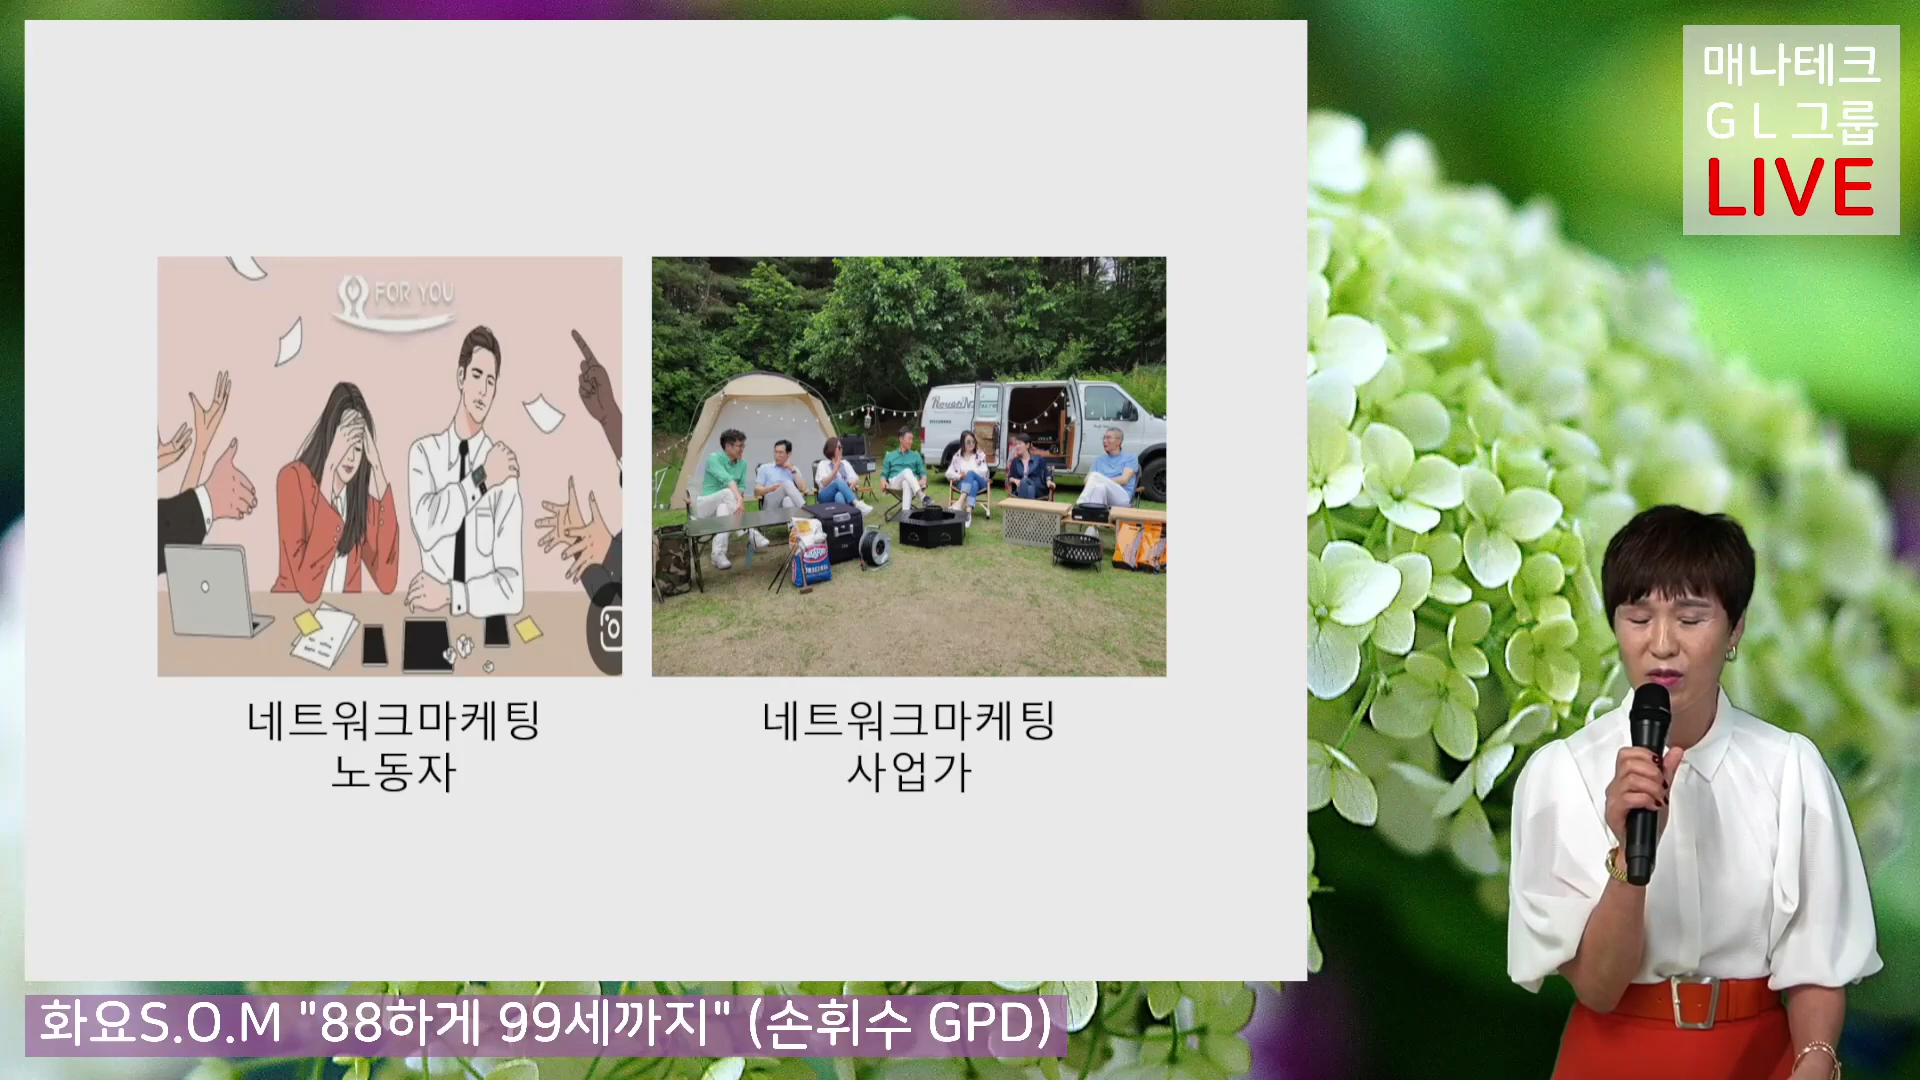 매나테크
G L 그룹
LIVE
FOR YOU
네트워크마케팅
노동자
네트워크마케팅
사업가
화요S.O.M "88하게 99세까지" (손휘수 GPD)